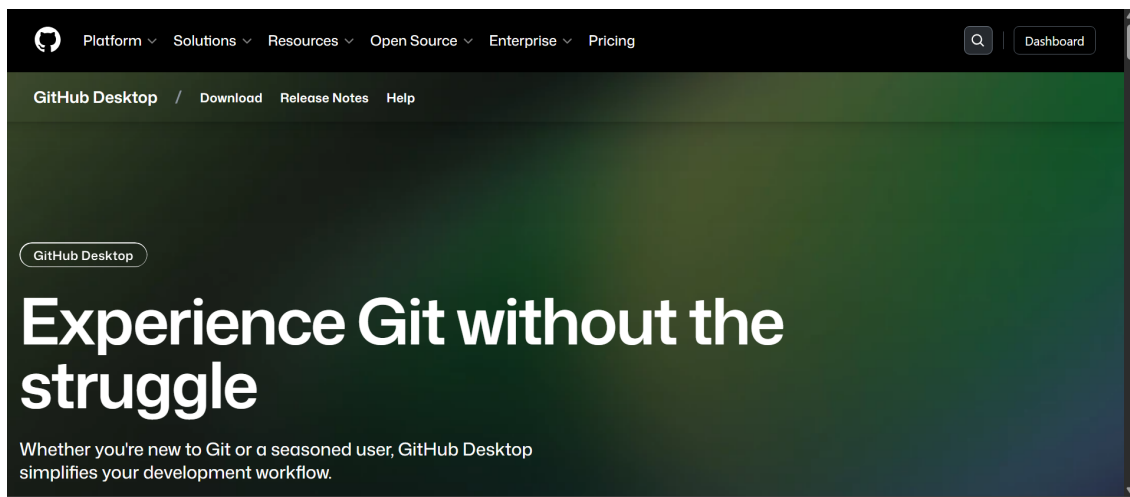 Platform Solutions Resources Open Source Enterprise Pricing Dashboard
GitHub Desktop / Download Release Notes Help
GitHub Desktop
Experience Git without the
struggle
Whether you're new to Git or a seasoned user, GitHub Desktop
simplifies your development workflow.